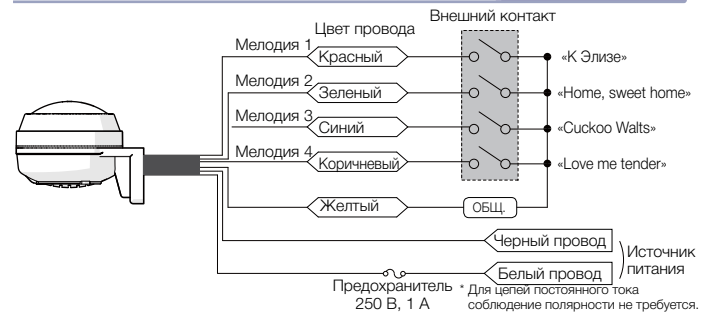 Внешний контакт
Цвет провода
Мелодия 1
Красный
«К Элизе»
Мелодия 2
Зеленый
«Home, sweet home»
Мелодия 3
Синий
«Cuckoo Walts»
Мелодия 4
Коричневый
«Love me tender»
Желтый
ОБЩ.
Черный провод
Источник
питания
Белый провод
Предохранитель
250 В, 1 А
* Для цепей постоянного тока
соблюдение полярности не требуется.